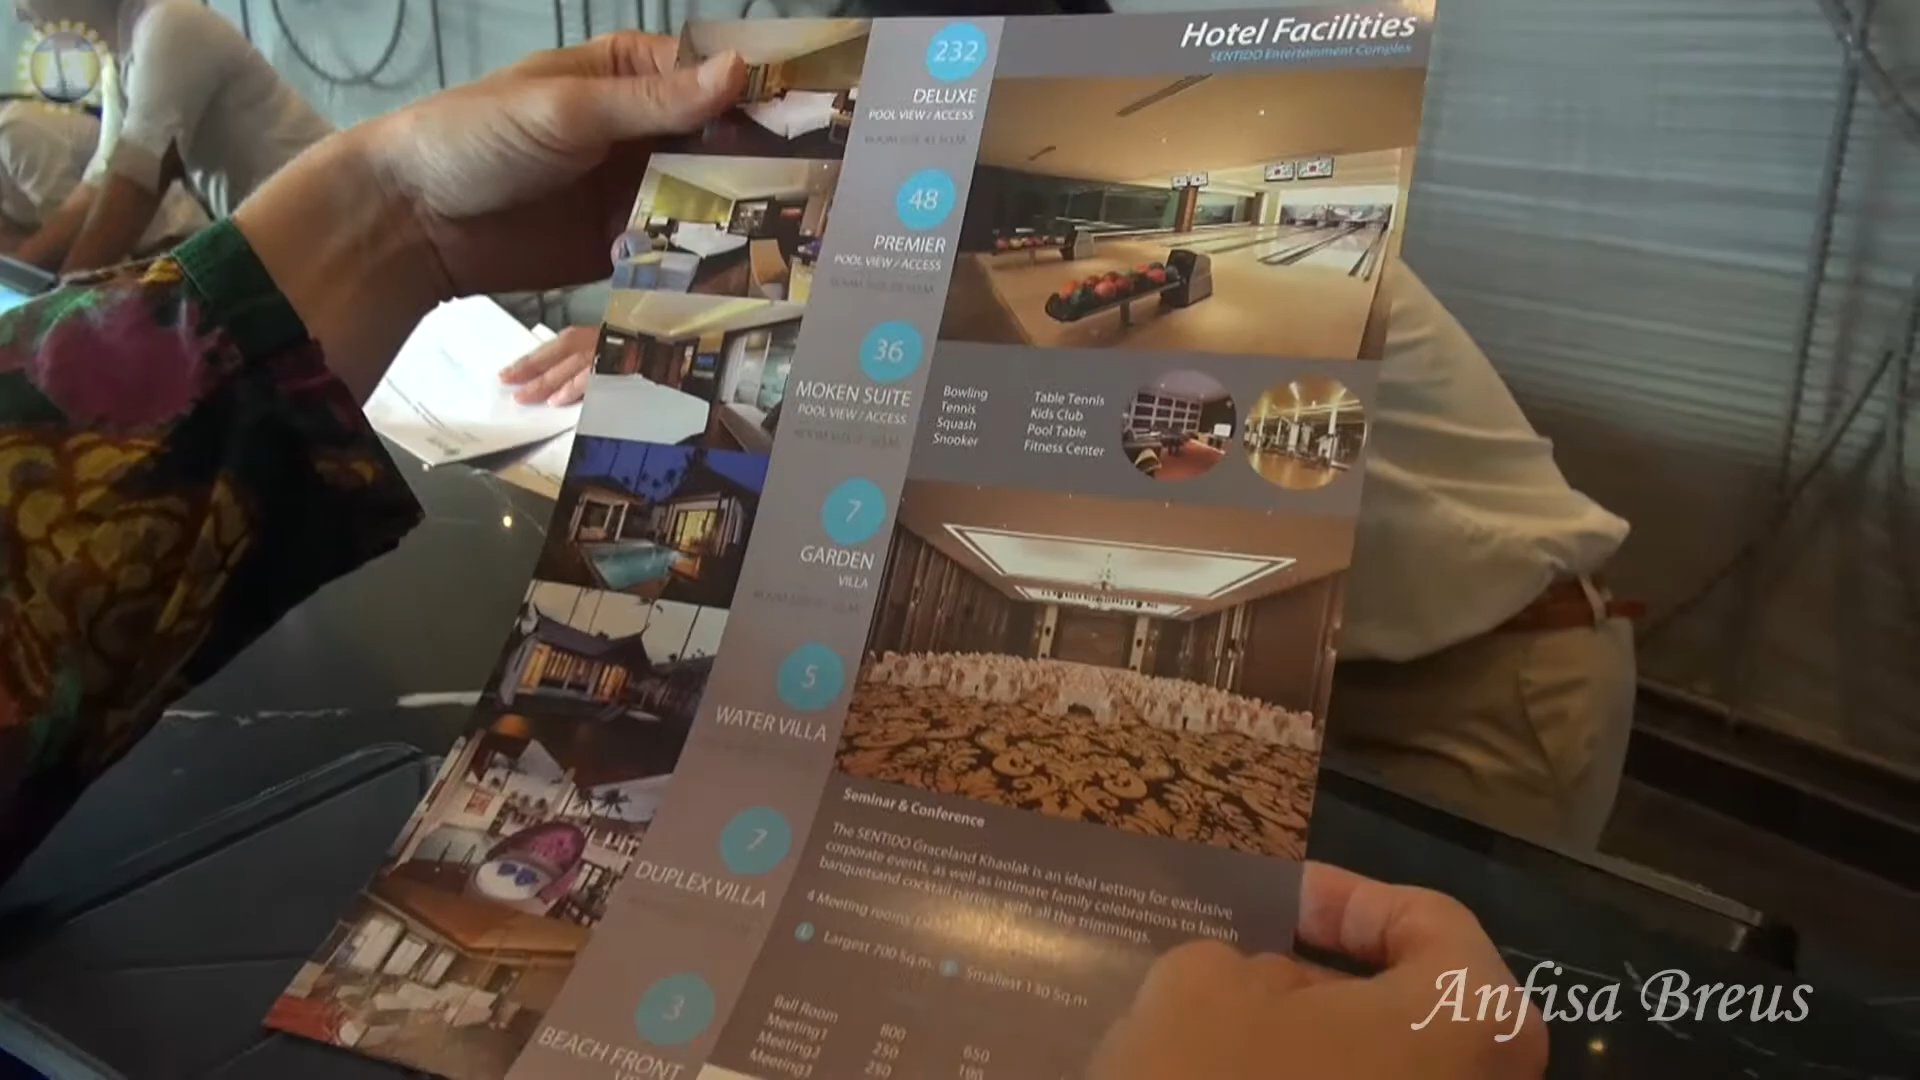 232
DELUXE
POOL VIEW / ACCESS
48
PREMIER
POOL VIEW / ACCESS
36
MOKEN SUITE
POOL VIEW / ACCESS
7
GARDEN
VILLA
5
WATER VILLA
7
DUPLEX VILLA
3
BEACH FRONT
Hotel Facilities
SENTIDO Entertainment Complex
Bowling
Tennis
Squash
Snooker
Table Tennis
Kids Club
Pool Table
Fitness Center
Seminar & Conference
The SENTIDO Graceland Khaolak is an ideal setting for exclusive
corporate events, as well as intimate family celebrations to lavish
banquetsand cocktail parties with all the trimmings.
4 Meeting rooms
Largest 700 Sq.m. Smallest 130 Sq.m
Ball Room 800 650
Meeting1 250 190
Meeting2 250
Meeting3
Anfisa Breus